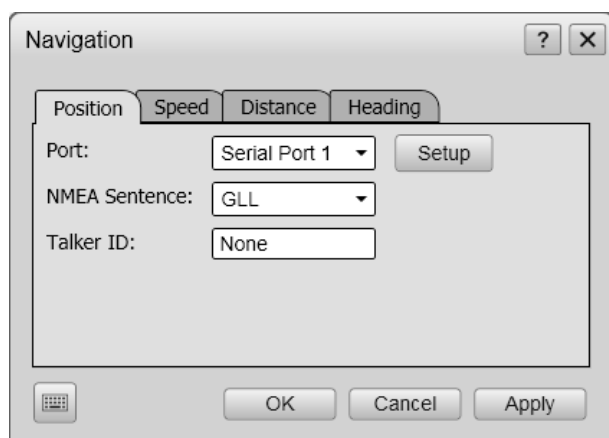 Navigation ?
Position Speed Distance Heading
Port: Serial Port 1 Setup
NMEA Sentence: GLL
Talker ID: None
OK Cancel Apply